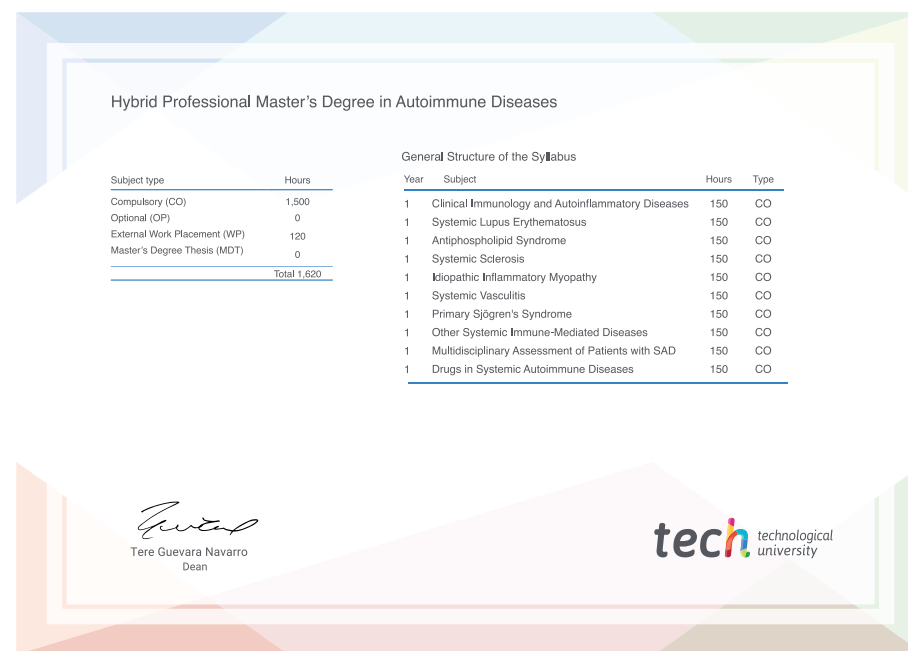 Hybrid Professional Master's Degree in Autoimmune Diseases
Subject type Hours
Compulsory (CO) 1,500
Optional (OP) 0
External Work Placement (WP) 120
Master's Degree Thesis (MDT) 0
Total 1,620
General Structure of the Syllabus
Year Subject Hours Type
1 Clinical Immunology and Autoinflammatory Diseases 150 CO
1 Systemic Lupus Erythematosus 150 CO
1 Antiphospholipid Syndrome 150 CO
1 Systemic Sclerosis 150 CO
1 Idiopathic Inflammatory Myopathy 150 CO
1 Systemic Vasculitis 150 CO
1 Primary Sjögren's Syndrome 150 CO
1 Other Systemic Immune-Mediated Diseases 150 CO
1 Multidisciplinary Assessment of Patients with SAD 150 CO
1 Drugs in Systemic Autoimmune Diseases 150 CO
Tere Guevara Navarro
Dean
tech technological
university